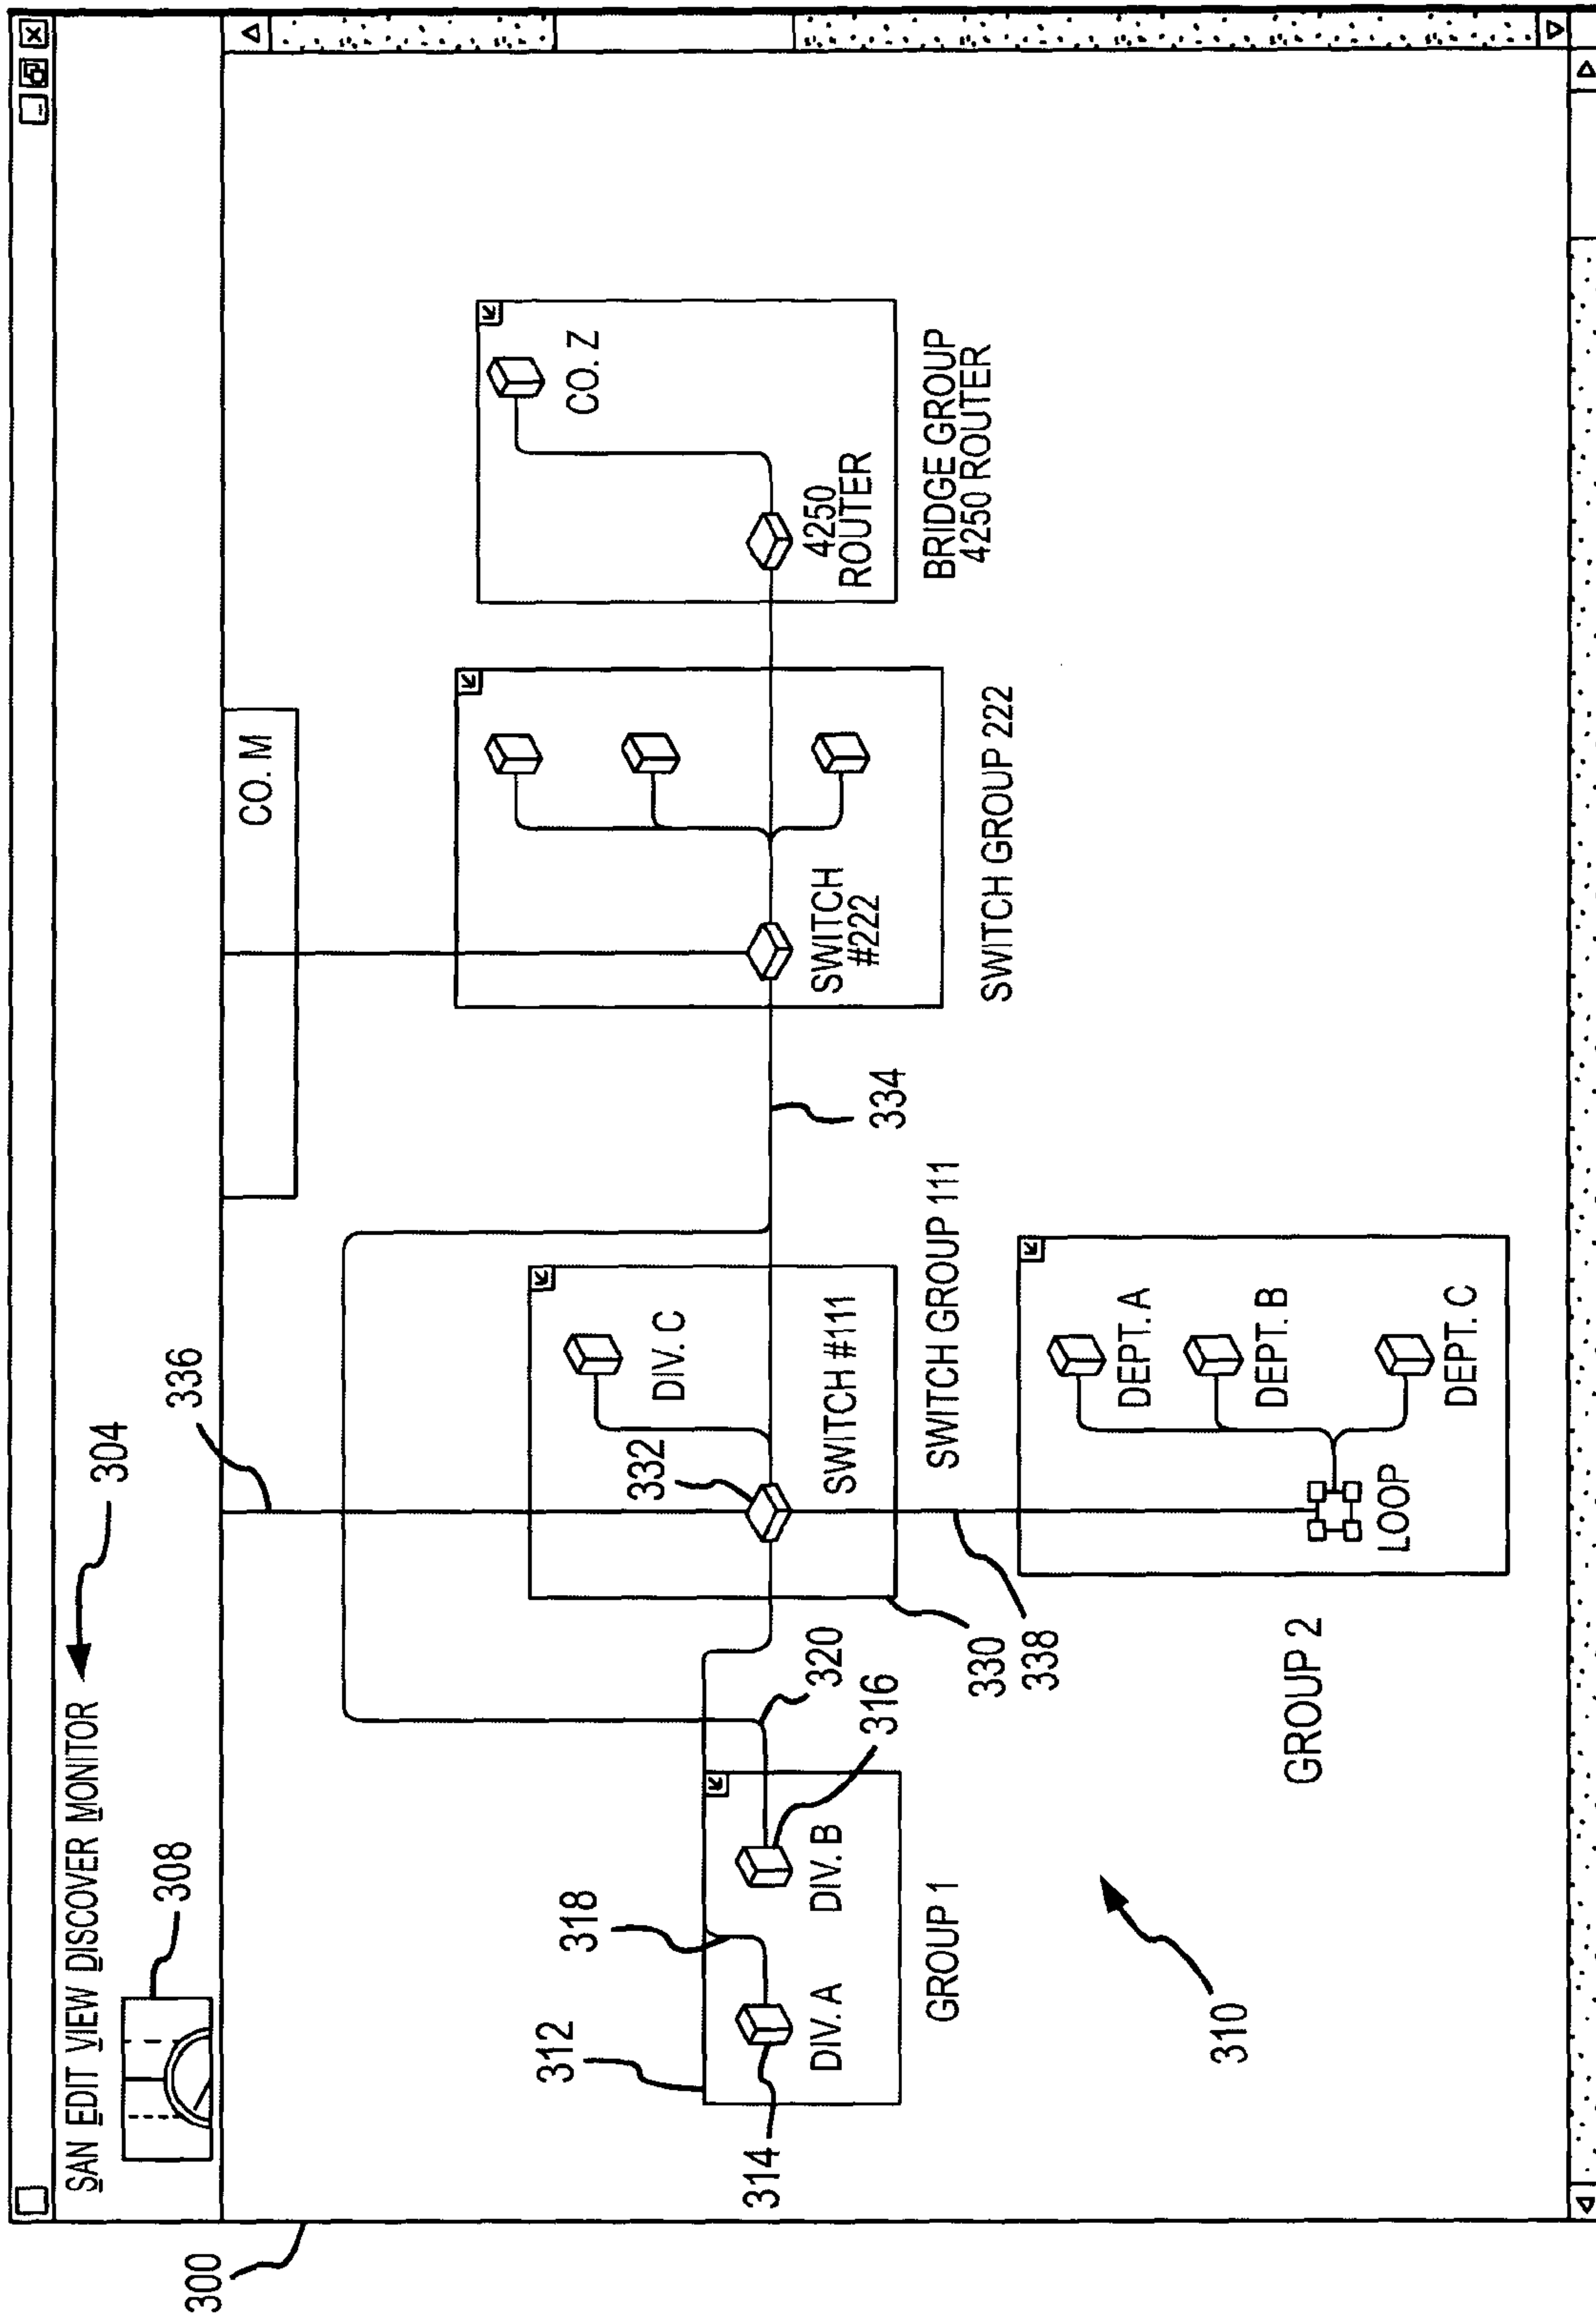 300
SAN EDIT VIEW DISCOVER MONITOR
304
308
336
CO. M
312
314
DIV. A
318
DIV. B
316
GROUP 1
320
332
DIV. C
SWITCH #111
SWITCH GROUP 111
330
338
334
SWITCH
#222
SWITCH GROUP 222
CO. Z
4250
ROUTER
BRIDGE GROUP
4250 ROUTER
310
GROUP 2
LOOP
DEPT. A
DEPT. B
DEPT. C